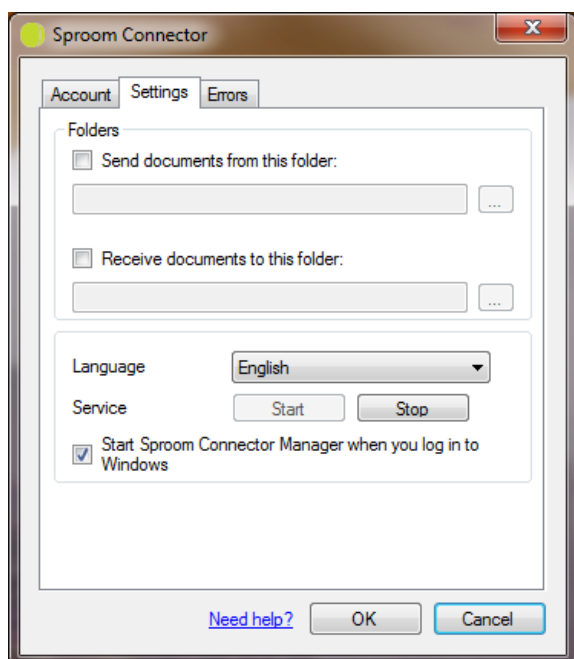 Sproom Connector
Account Settings Errors
Folders
Send documents from this folder:
...
Receive documents to this folder:
...
Language English
Service Start Stop
Start Sproom Connector Manager when you log in to
Windows
Need help? OK Cancel